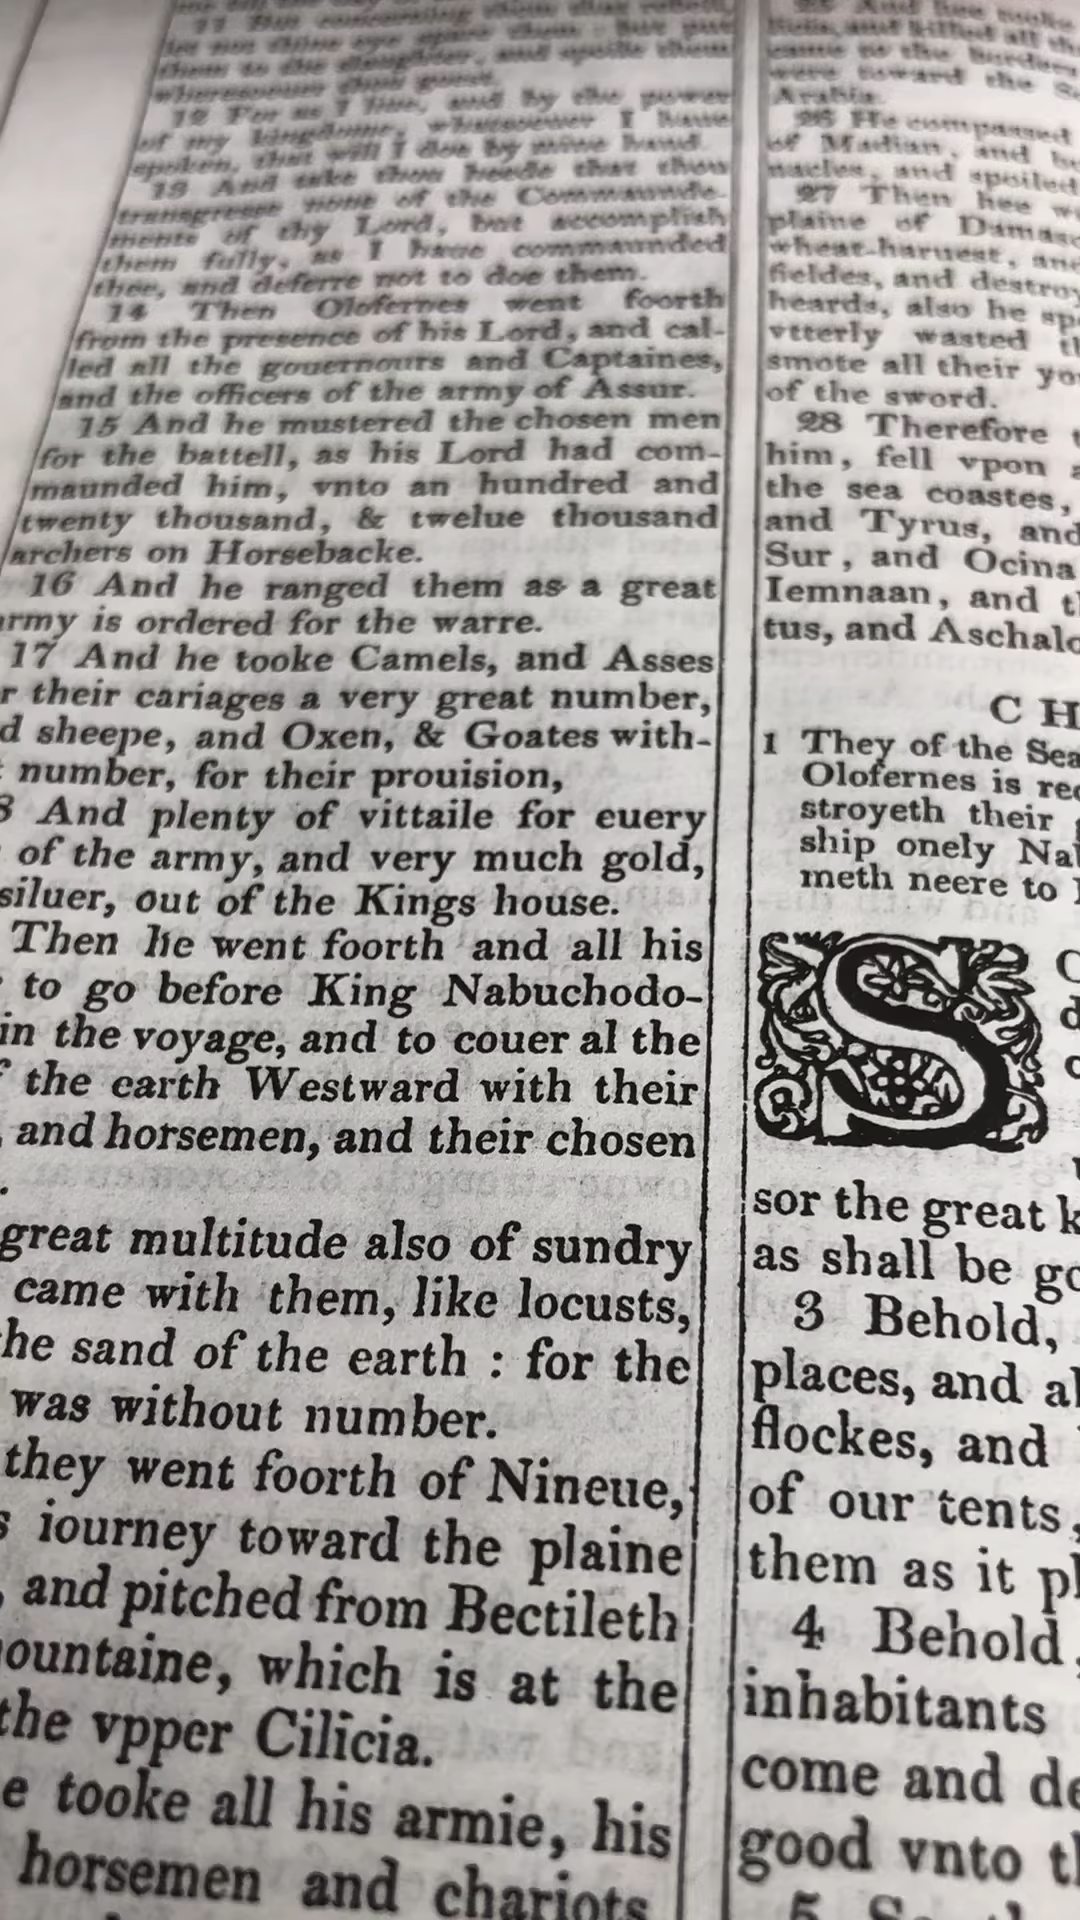 11 But concerning them that rebell,
let not thine eye spare them: but put
them to the slaughter, and spoile them
wheresoeuer thou goest.
12 For as I liue, and by the power
of my kingdome, whatsoeuer I haue
spoken, that will I doe by mine hand.
13 And take thou heede that thou
transgresse none of the Commaunde-
ments of thy Lord, but accomplish
them fully, as I haue commaunded
thee, and deferre not to doe them.
14 Then Olofernes went foorth
from the presence of his Lord, and cal-
led all the gouernours and Captaines,
and the officers of the army of Assur.
15 And he mustered the chosen men
for the battell, as his Lord had com-
maunded him, vnto an hundred and
twenty thousand, & twelue thousand
archers on Horsebacke.
16 And he ranged them as a great
army is ordered for the warre.
17 And he tooke Camels, and Asses
r their cariages a very great number,
d sheepe, and Oxen, & Goates with-
t number, for their prouision,
8 And plenty of vittaile for euery
of the army, and very much gold,
siluer, out of the Kings house.
Then he went foorth and all his
to go before King Nabuchodo-
in the voyage, and to couer al the
f the earth Westward with their
, and horsemen, and their chosen
.
great multitude also of sundry
came with them, like locusts,
he sand of the earth : for the
was without number.
they went foorth of Nineue,
s iourney toward the plaine
, and pitched from Bectileth
ountaine, which is at the
the vpper Cilicia.
e tooke all his armie, his
horsemen and chariots
were toward the
Arabia.
26 He compassed
of Madian, and
nacles, and spoiled
27 Then hee
plaine of Damasc
wheat-haruest, and
fieldes, and destroy
heards, also he sp
vtterly wasted t
smote all their yo
of the sword.
28 Therefore t
him, fell vpon a
the sea coastes,
and Tyrus, and
Sur, and Ocina
Iemnaan, and t
tus, and Aschalo
C H
1 They of the Sea
Olofernes is rec
stroyeth their
ship onely Na
meth neere to
S
sor the great k
as shall be go
3 Behold,
places, and al
flockes, and
of our tents,
them as it pl
4 Behold,
inhabitants
come and de
good vnto t
5 So